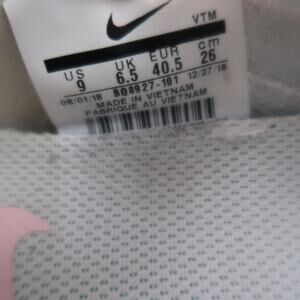 VTM
US UK EUR cm
9 6.5 40.5 26
08/01/18 BQ8927-101 12/27/18
MADE IN VIETNAM
FABRIQUE AU VIETNAM